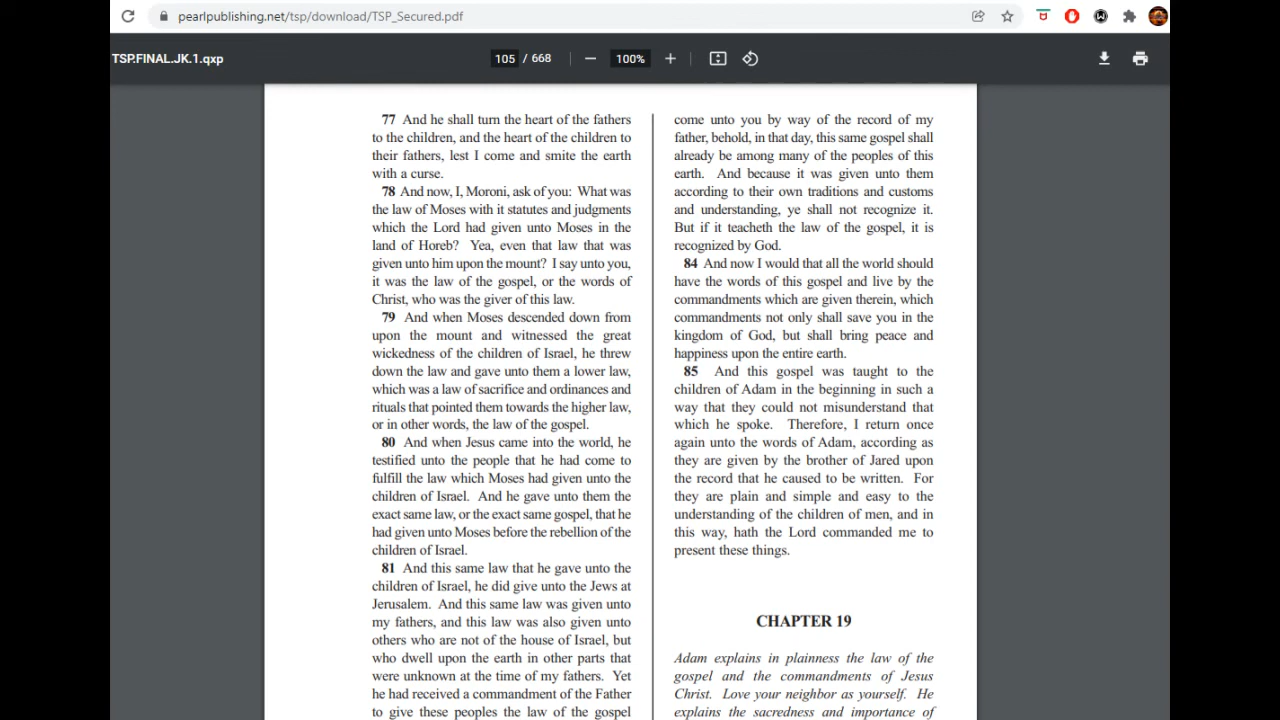 pearlpublishing.net/tsp/download/TSP_Secured.pdf
TSP.FINAL.JK.1.qxp
105 / 668
100%
77 And he shall turn the heart of the fathers
to the children, and the heart of the children to
their fathers, lest I come and smite the earth
with a curse.
78 And now, I, Moroni, ask of you: What was
the law of Moses with it statutes and judgments
which the Lord had given unto Moses in the
land of Horeb? Yea, even that law that was
given unto him upon the mount? I say unto you,
it was the law of the gospel, or the words of
Christ, who was the giver of this law.
79 And when Moses descended down from
upon the mount and witnessed the great
wickedness of the children of Israel, he threw
down the law and gave unto them a lower law,
which was a law of sacrifice and ordinances and
rituals that pointed them towards the higher law,
or in other words, the law of the gospel.
80 And when Jesus came into the world, he
testified unto the people that he had come to
fulfill the law which Moses had given unto the
children of Israel. And he gave unto them the
exact same law, or the exact same gospel, that he
had given unto Moses before the rebellion of the
children of Israel.
81 And this same law that he gave unto the
children of Israel, he did give unto the Jews at
Jerusalem. And this same law was given unto
my fathers, and this law was also given unto
others who are not of the house of Israel, but
who dwell upon the earth in other parts that
were unknown at the time of my fathers. Yet
he had received a commandment of the Father
to give these peoples the law of the gospel
come unto you by way of the record of my
father, behold, in that day, this same gospel shall
already be among many of the peoples of this
earth. And because it was given unto them
according to their own traditions and customs
and understanding, ye shall not recognize it.
But if it teacheth the law of the gospel, it is
recognized by God.
84 And now I would that all the world should
have the words of this gospel and live by the
commandments which are given therein, which
commandments not only shall save you in the
kingdom of God, but shall bring peace and
happiness upon the entire earth.
85 And this gospel was taught to the
children of Adam in the beginning in such a
way that they could not misunderstand that
which he spoke. Therefore, I return once
again unto the words of Adam, according as
they are given by the brother of Jared upon
the record that he caused to be written. For
they are plain and simple and easy to the
understanding of the children of men, and in
this way, hath the Lord commanded me to
present these things.
CHAPTER 19
Adam explains in plainness the law of the
gospel and the commandments of Jesus
Christ. Love your neighbor as yourself. He
explains the sacredness and importance of